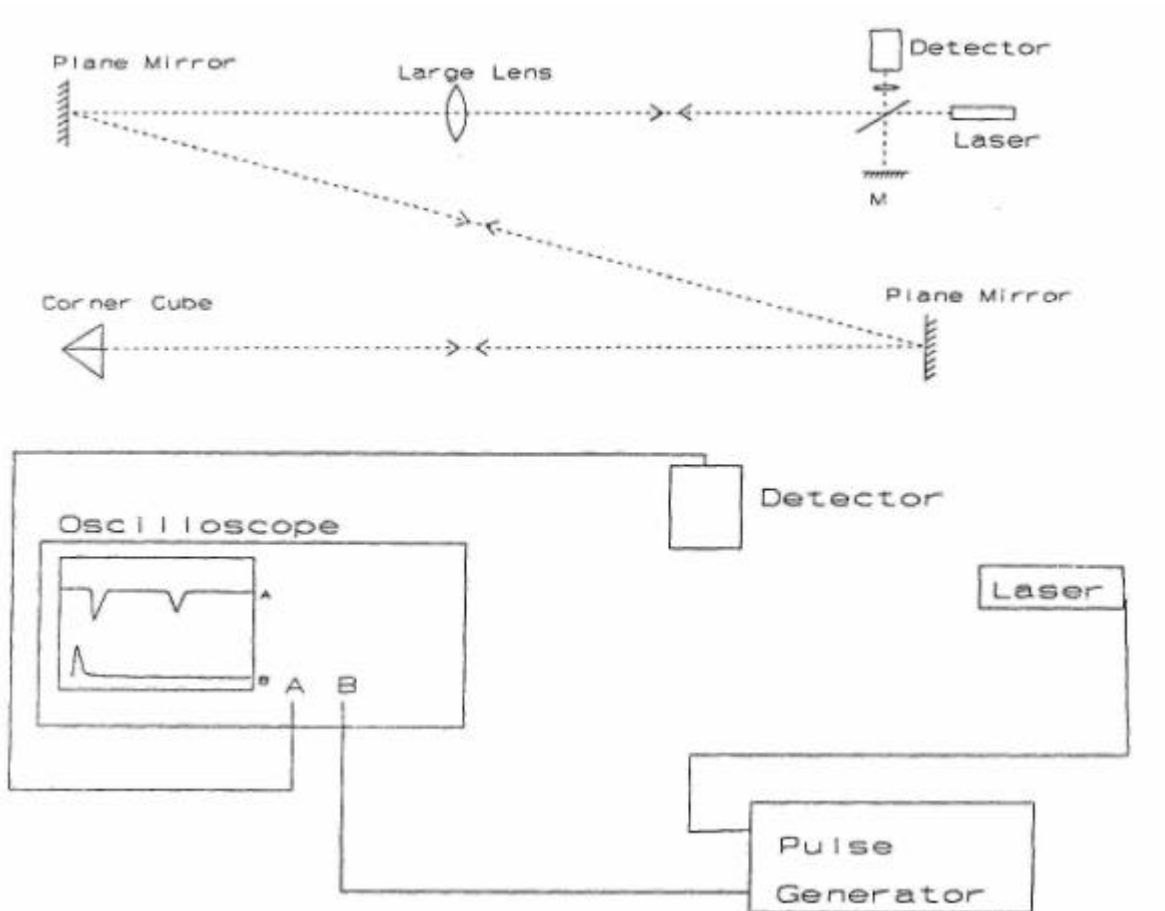 Detector
Plane Mirror
Large Lens
Laser
M
Plane Mirror
Corner Cube
Detector
Oscilloscope
Laser
A
B
A B
Pulse
Generator